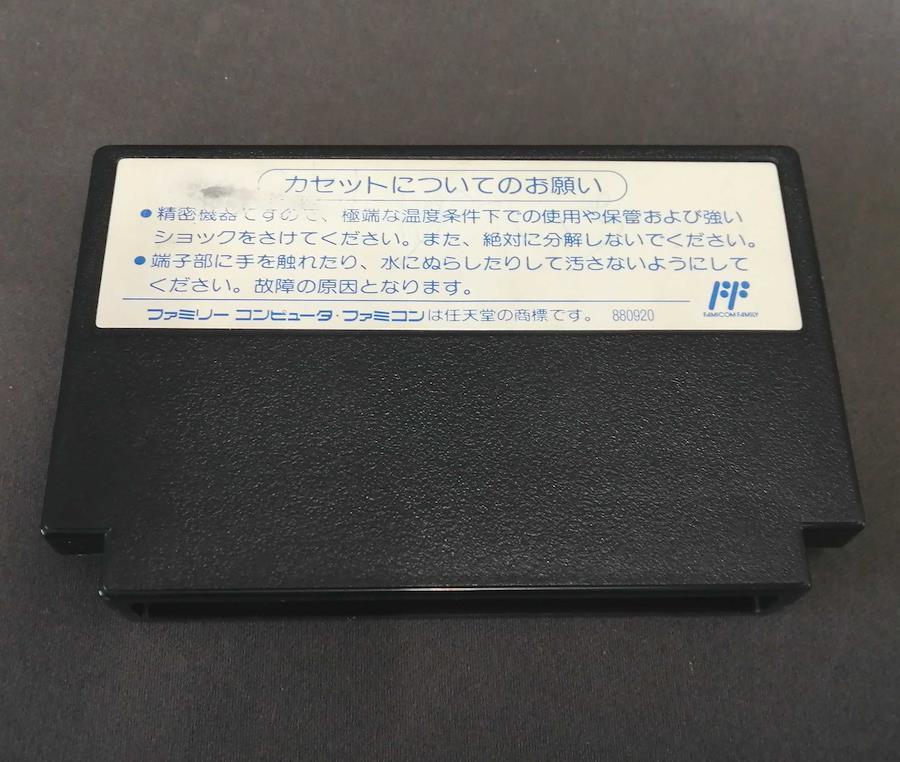 カセットについてのお願い
●精密機器ですので、極端な温度条件下での使用や保管および強い
ショックをさけてください。また、絶対に分解しないでください。
●端子部に手を触れたり、水にぬらしたりして汚さないようにして
ください。故障の原因となります。
FF
FAMICOM FAMILY
ファミリー コンピュータ・ファミコンは任天堂の商標です。 880920